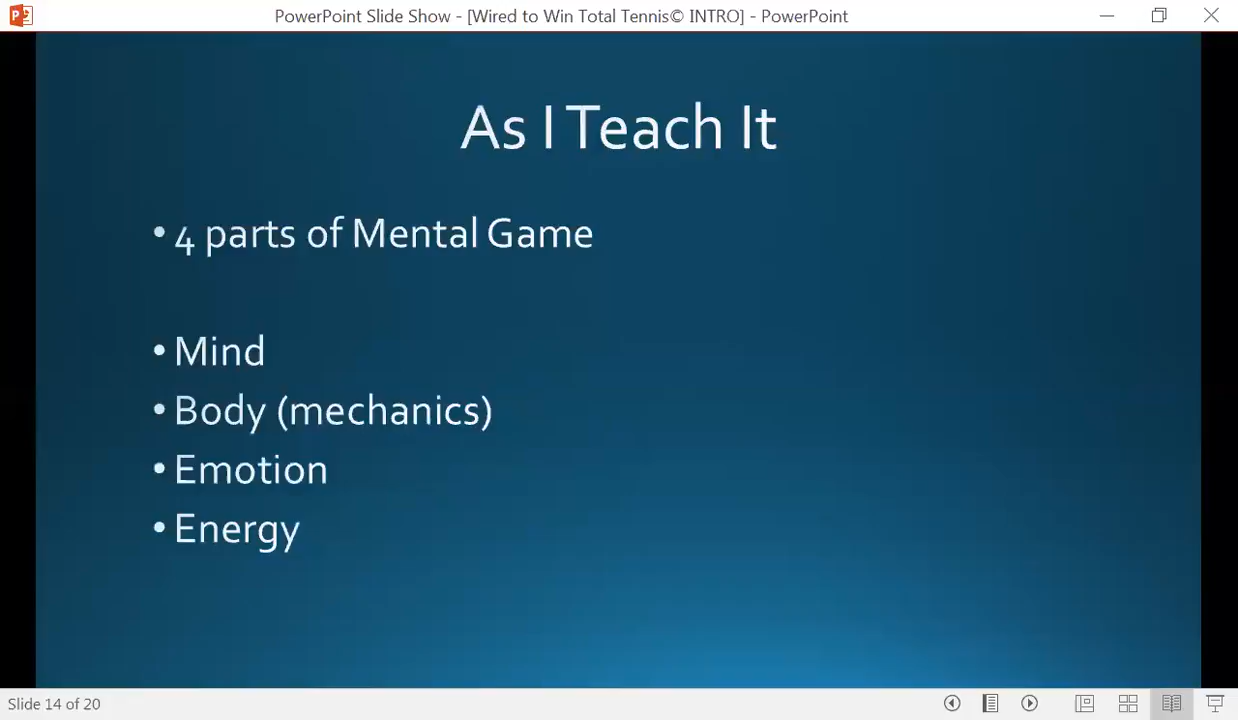 PowerPoint Slide Show - [Wired to Win Total Tennis© INTRO] - PowerPoint
As I Teach It
• 4 parts of Mental Game
• Mind
• Body (mechanics)
• Emotion
• Energy
Slide 14 of 20